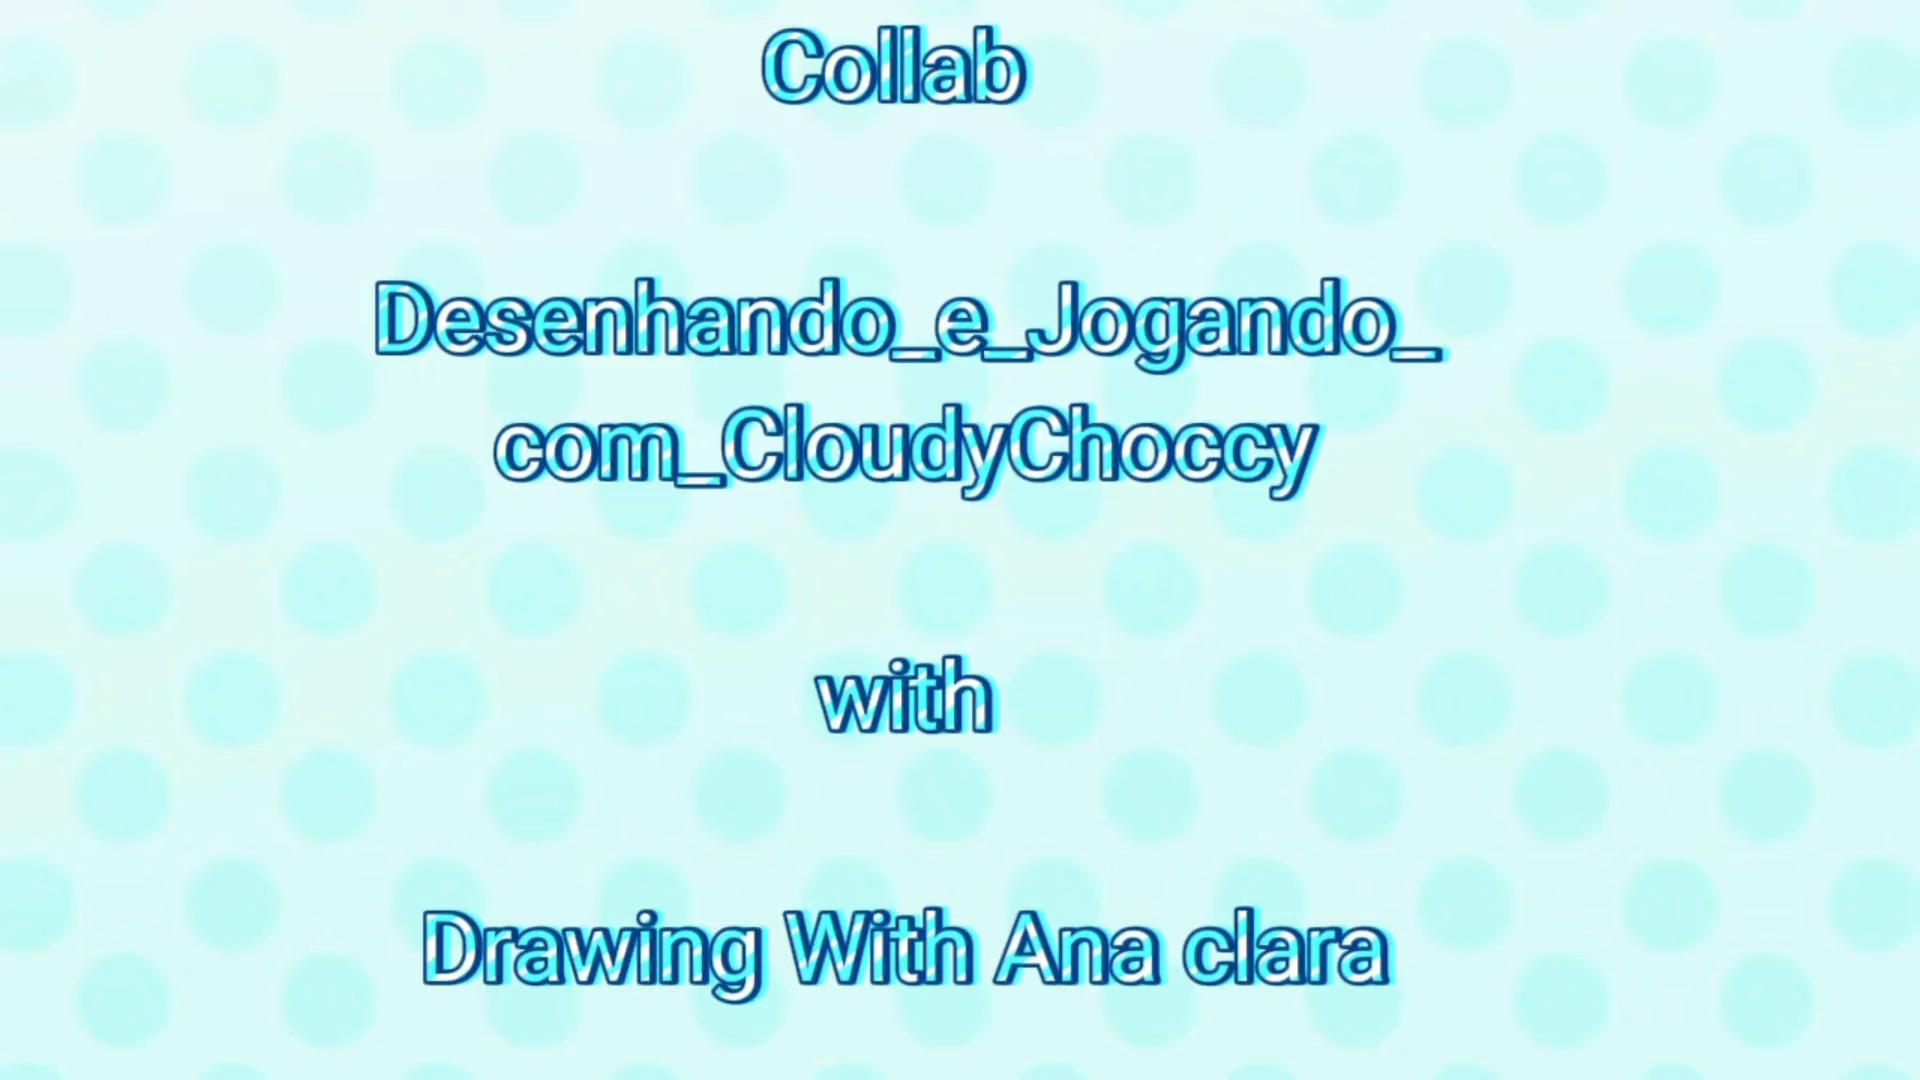 Collab
Desenhando_e_Jogando_
com_CloudyChoccy
with
Drawing With Ana clara